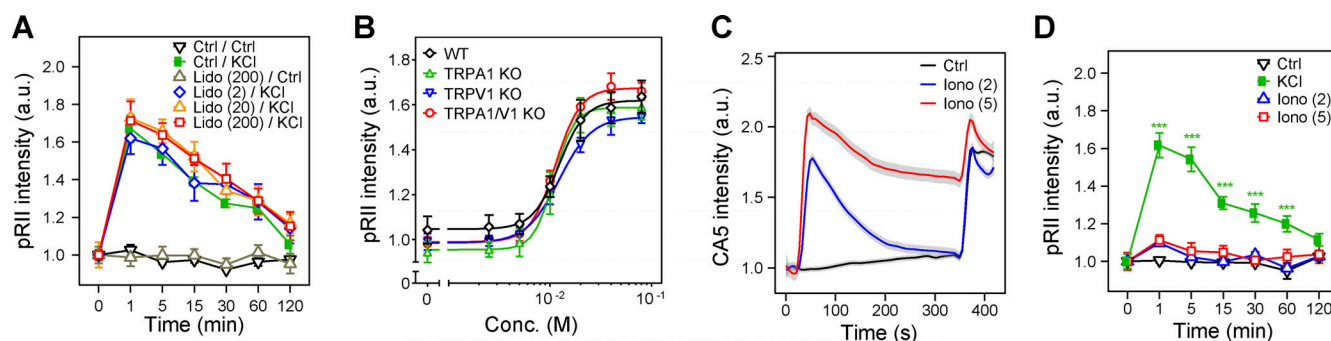 A
pRII intensity (a.u.)
2.0
1.8
1.6
1.4
1.2
1.0
0
1
5
15
30
60
120
Time (min)
Ctrl / Ctrl
Ctrl / KCl
Lido (200) / Ctrl
Lido (2) / KCl
Lido (20) / KCl
Lido (200) / KCl
B
pRII intensity (a.u.)
1.8
1.6
1.4
1.2
1.0
0
0
10⁻²
10⁻¹
Conc. (M)
WT
TRPA1 KO
TRPV1 KO
TRPA1/V1 KO
C
CA5 intensity (a.u.)
2.5
2.0
1.5
1.0
0
100
200
300
400
Time (s)
Ctrl
Iono (2)
Iono (5)
D
pRII intensity (a.u.)
2.0
1.8
1.6
1.4
1.2
1.0
0
1
5
15
30
60
120
Time (min)
Ctrl
KCl
Iono (2)
Iono (5)
***
***
***
***
***